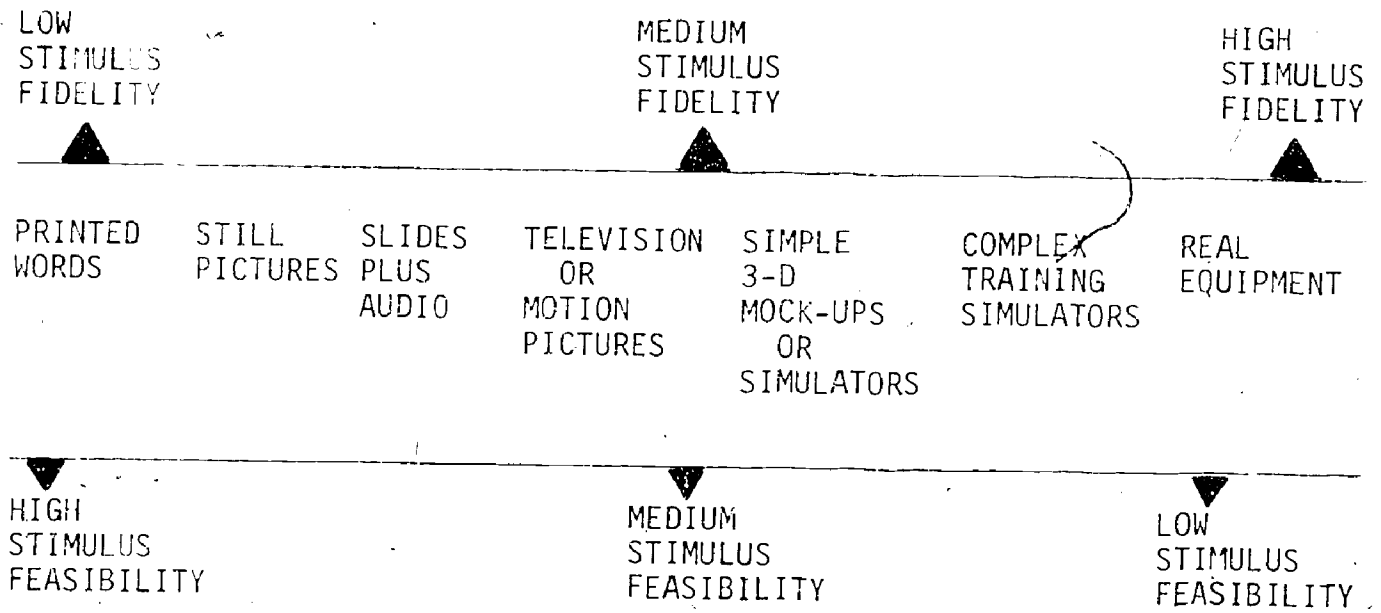 LOW
STIMULUS
FIDELITY
MEDIUM
STIMULUS
FIDELITY
HIGH
STIMULUS
FIDELITY
PRINTED
WORDS
STILL
PICTURES
SLIDES
PLUS
AUDIO
TELEVISION
OR
MOTION
PICTURES
SIMPLE
3-D
MOCK-UPS
OR
SIMULATORS
COMPLEX
TRAINING
SIMULATORS
REAL
EQUIPMENT
HIGH
STIMULUS
FEASIBILITY
MEDIUM
STIMULUS
FEASIBILITY
LOW
STIMULUS
FEASIBILITY